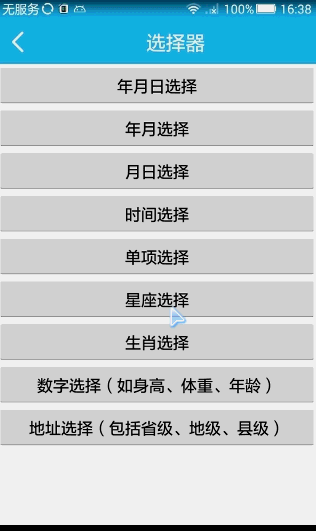 无服务 100% 16:38
选择器
年月日选择
年月选择
月日选择
时间选择
单项选择
星座选择
生肖选择
数字选择（如身高、体重、年龄）
地址选择（包括省级、地级、县级）